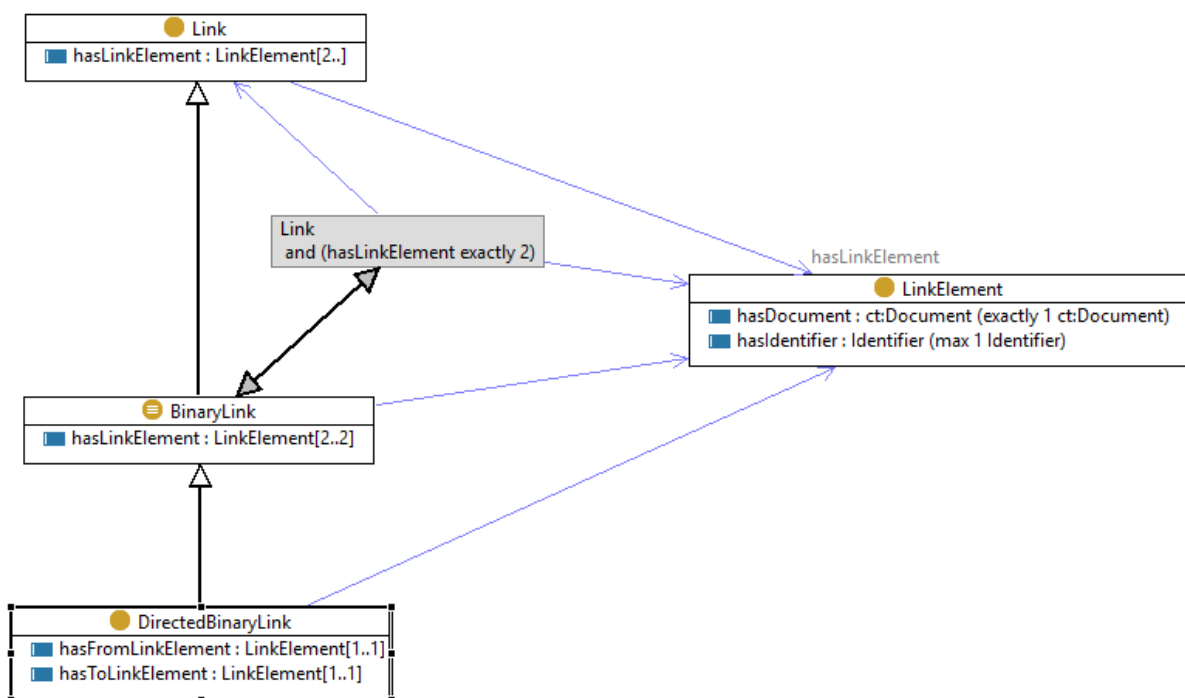 Link
hasLinkElement : LinkElement[2..]
Link
and (hasLinkElement exactly 2)
hasLinkElement
LinkElement
hasDocument : ct:Document (exactly 1 ct:Document)
hasIdentifier : Identifier (max 1 Identifier)
BinaryLink
hasLinkElement : LinkElement[2..2]
DirectedBinaryLink
hasFromLinkElement : LinkElement[1..1]
hasToLinkElement : LinkElement[1..1]